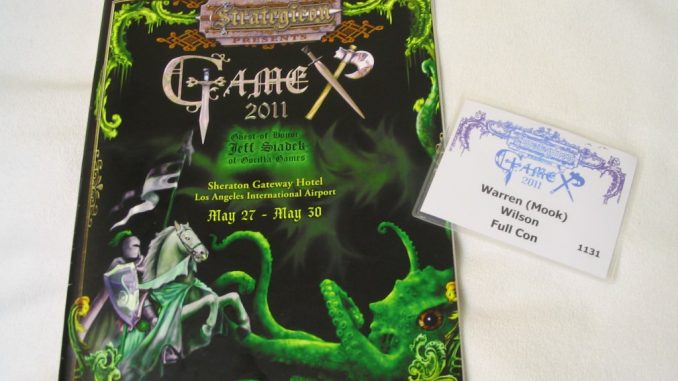 Strategicon
PRESENTS
GAMEX
2011
Guest of Honor
Jeff Siadek
of Gorilla Games
Sheraton Gateway Hotel
Los Angeles International Airport
May 27 - May 30
GAMEX
2011
Warren (Mook)
Wilson
Full Con
1131